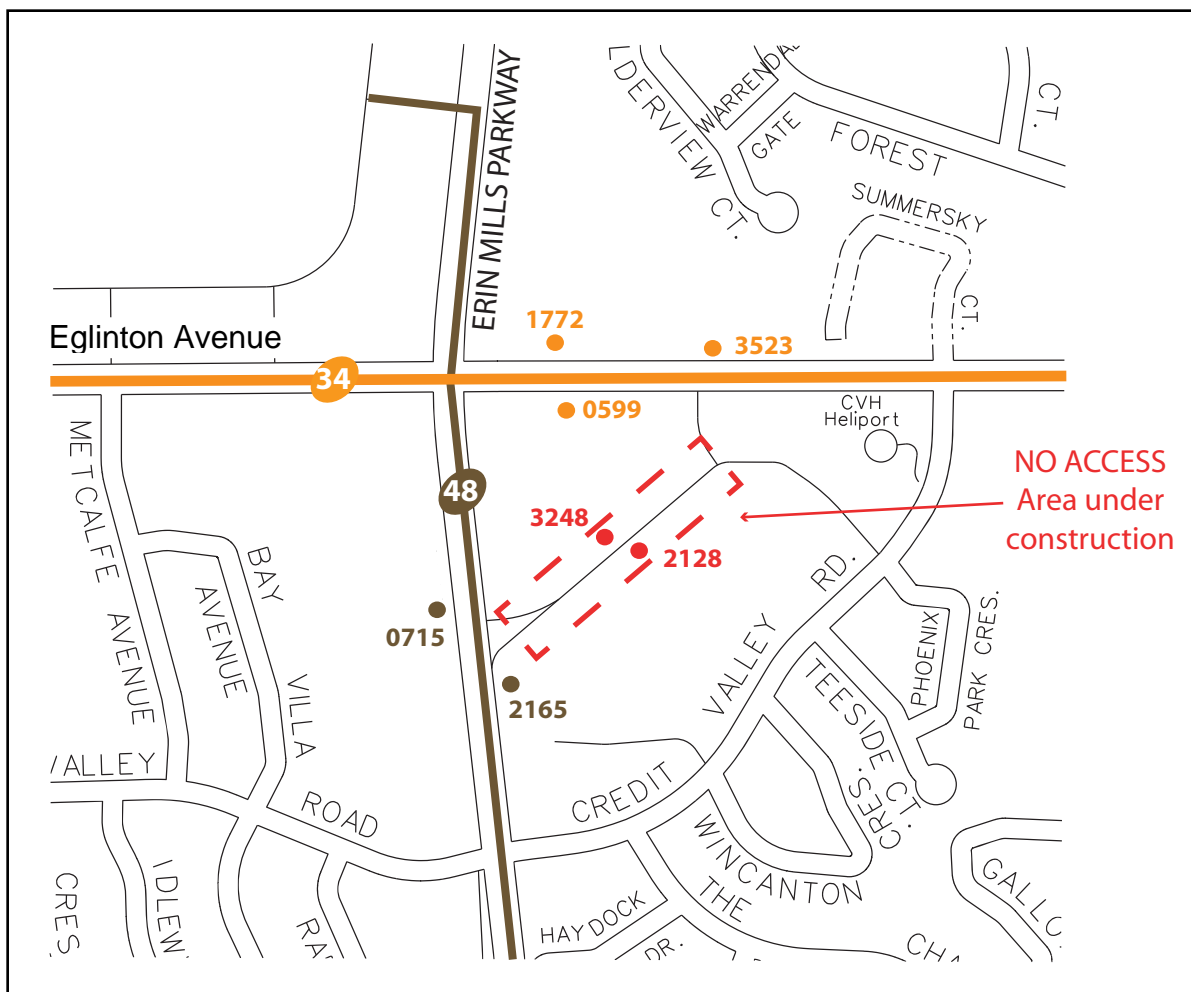 ERIN MILLS PARKWAY
WARRENDA
GATE
LDERVIEW CT.
FOREST
CT.
SUMMERSKY
CT.
1772
3523
Eglinton Avenue
34
0599
CVH
Heliport
METCALFE AVENUE
48
NO ACCESS
Area under
construction
3248
2128
BAY
VILLA
AVENUE
0715
2165
VALLEY RD.
CREDIT
PHOENIX
PARK CRES.
TEESIDE CT.
VALLEY
ROAD
WINCANTON
CRES.
THE
HAYDOCK
DR.
CRES
IDLEW
RA
GALLO
CHA